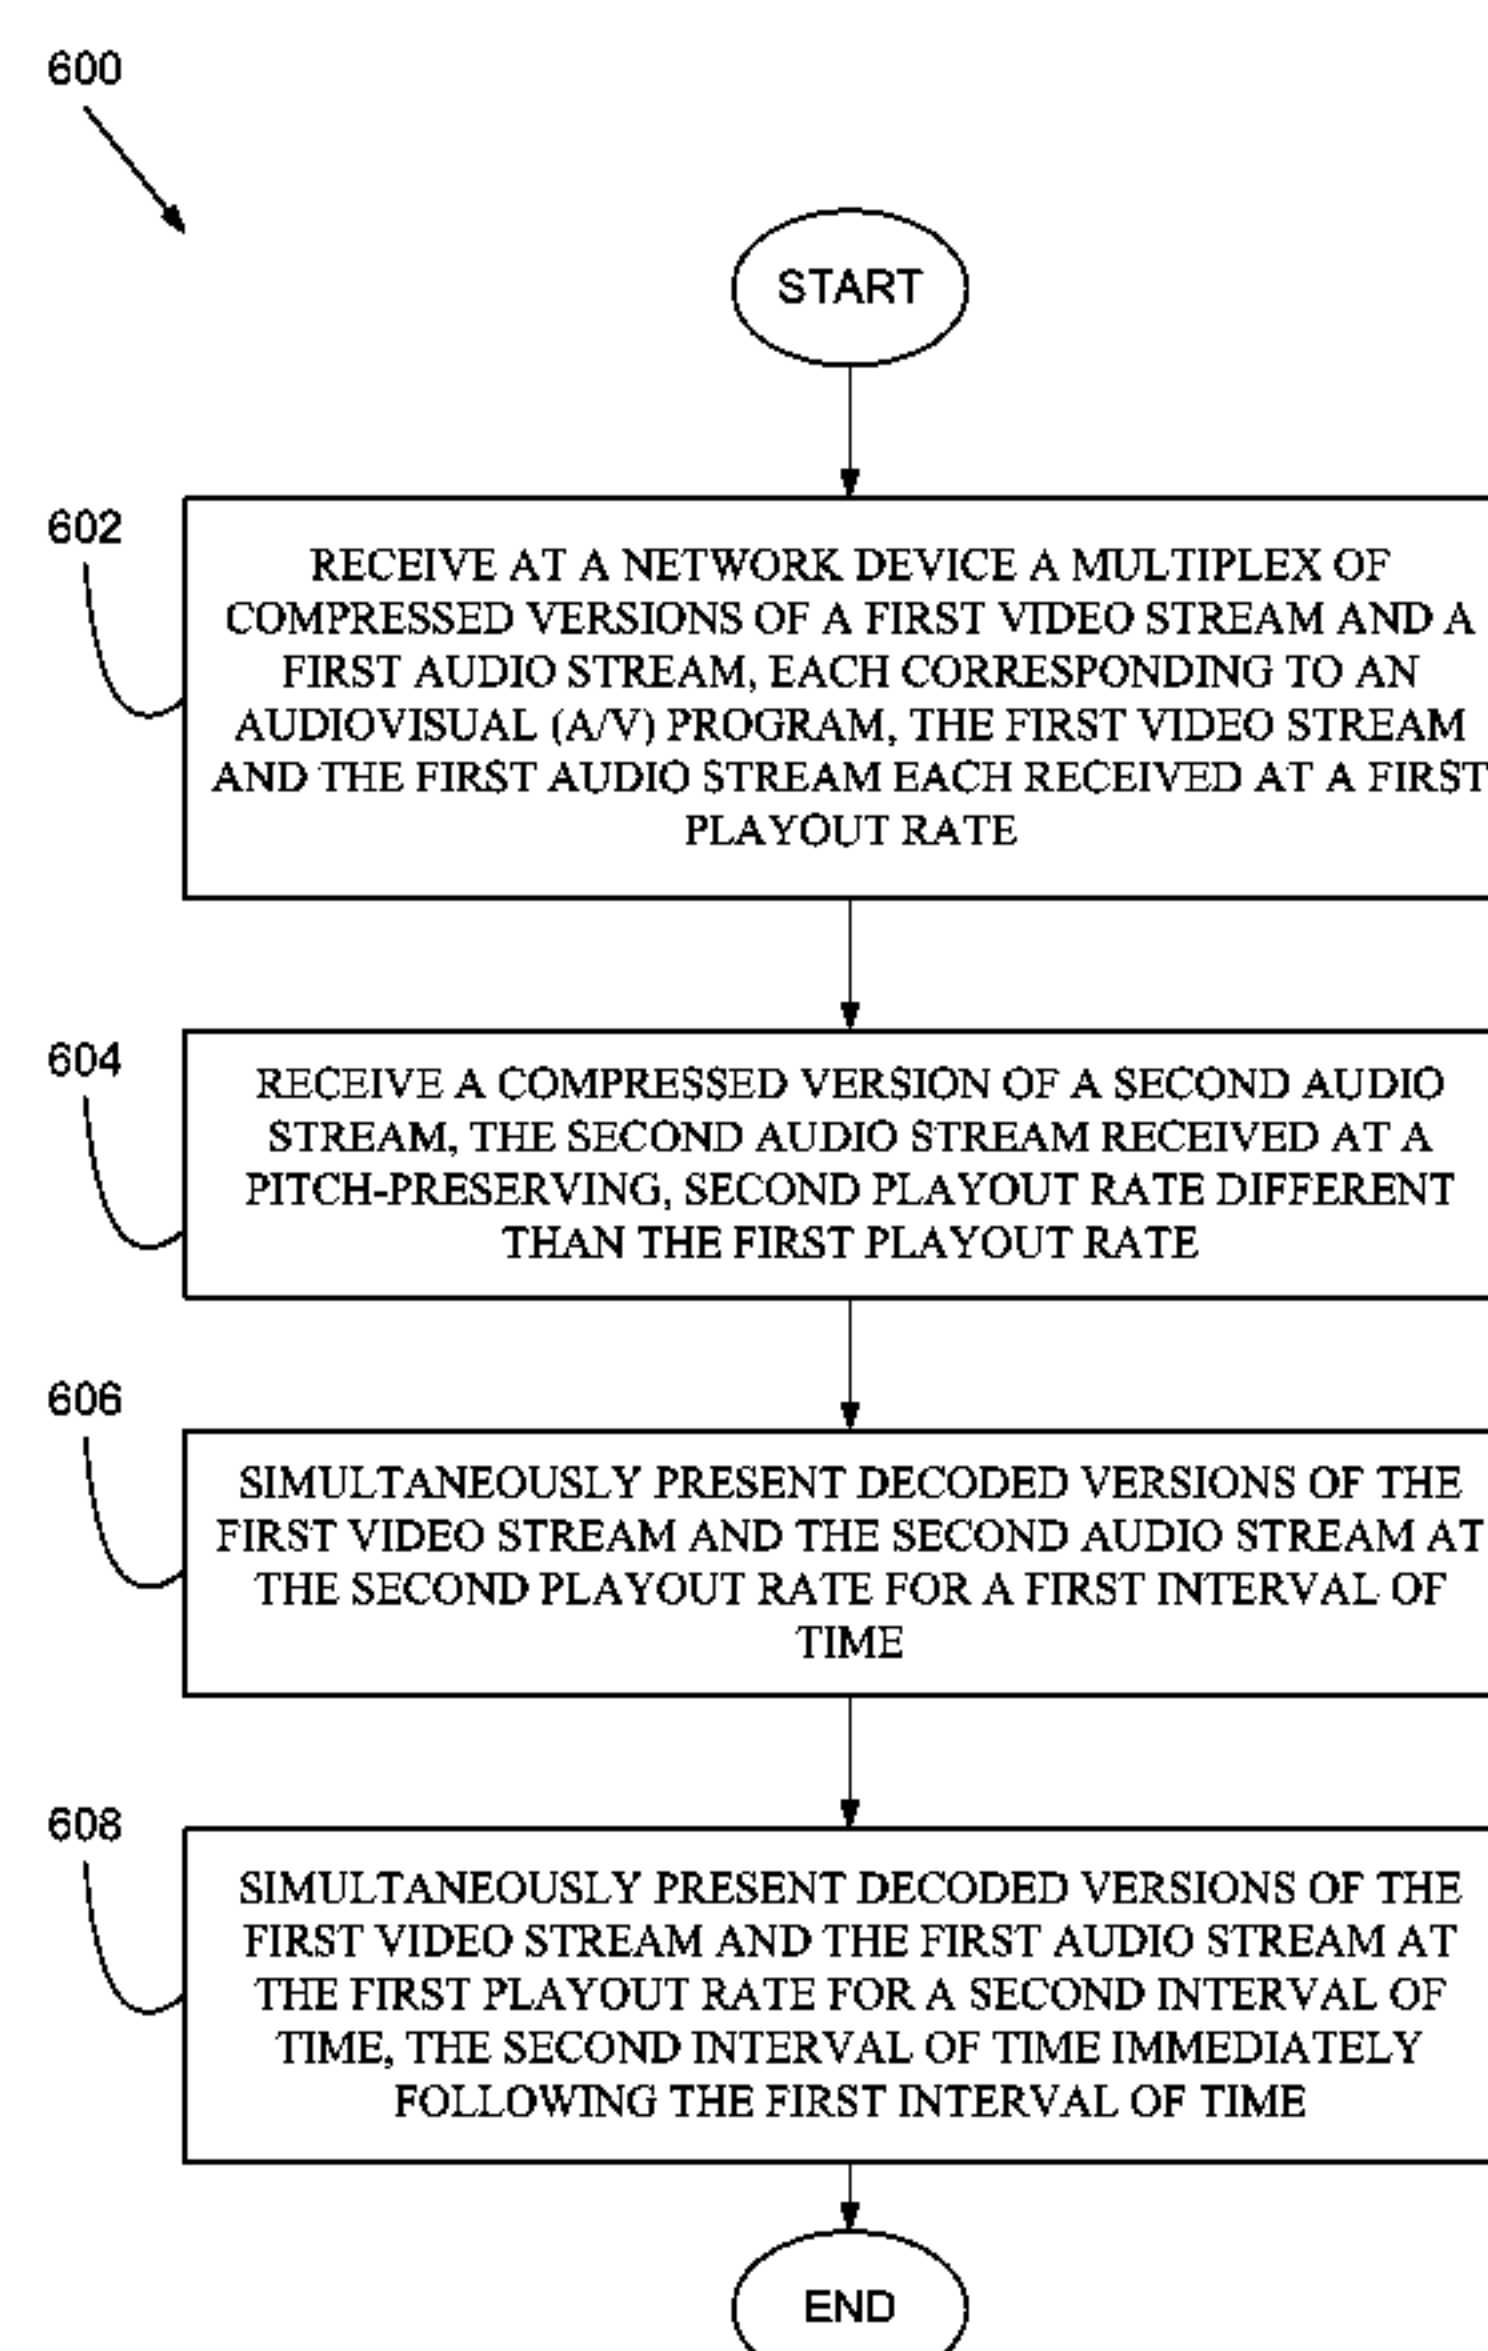 600
START
602
RECEIVE AT A NETWORK DEVICE A MULTIPLEX OF
COMPRESSED VERSIONS OF A FIRST VIDEO STREAM AND A
FIRST AUDIO STREAM, EACH CORRESPONDING TO AN
AUDIOVISUAL (A/V) PROGRAM, THE FIRST VIDEO STREAM
AND THE FIRST AUDIO STREAM EACH RECEIVED AT A FIRST
PLAYOUT RATE
604
RECEIVE A COMPRESSED VERSION OF A SECOND AUDIO
STREAM, THE SECOND AUDIO STREAM RECEIVED AT A
PITCH-PRESERVING, SECOND PLAYOUT RATE DIFFERENT
THAN THE FIRST PLAYOUT RATE
606
SIMULTANEOUSLY PRESENT DECODED VERSIONS OF THE
FIRST VIDEO STREAM AND THE SECOND AUDIO STREAM AT
THE SECOND PLAYOUT RATE FOR A FIRST INTERVAL OF
TIME
608
SIMULTANEOUSLY PRESENT DECODED VERSIONS OF THE
FIRST VIDEO STREAM AND THE FIRST AUDIO STREAM AT
THE FIRST PLAYOUT RATE FOR A SECOND INTERVAL OF
TIME, THE SECOND INTERVAL OF TIME IMMEDIATELY
FOLLOWING THE FIRST INTERVAL OF TIME
END